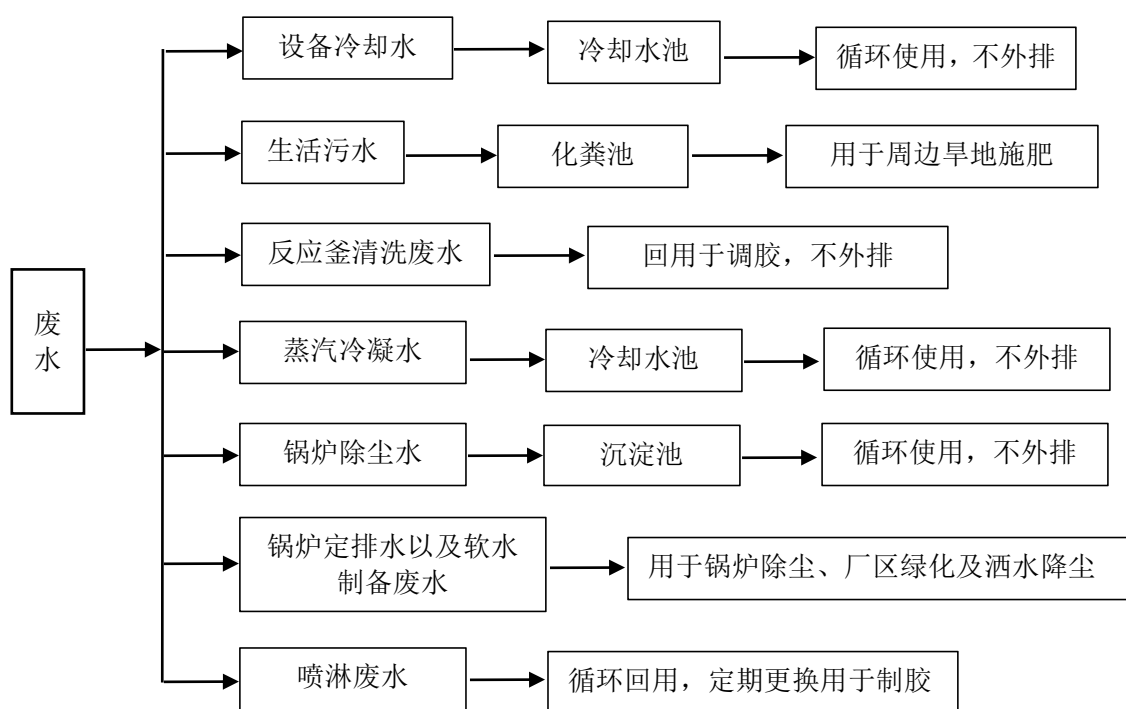 设备冷却水
冷却水池
循环使用，不外排
生活污水
化粪池
用于周边旱地施肥
反应釜清洗废水
回用于调胶，不外排
废
水
蒸汽冷凝水
冷却水池
循环使用，不外排
锅炉除尘水
沉淀池
循环使用，不外排
锅炉定排水以及软水
制备废水
用于锅炉除尘、厂区绿化及洒水降尘
喷淋废水
循环回用，定期更换用于制胶